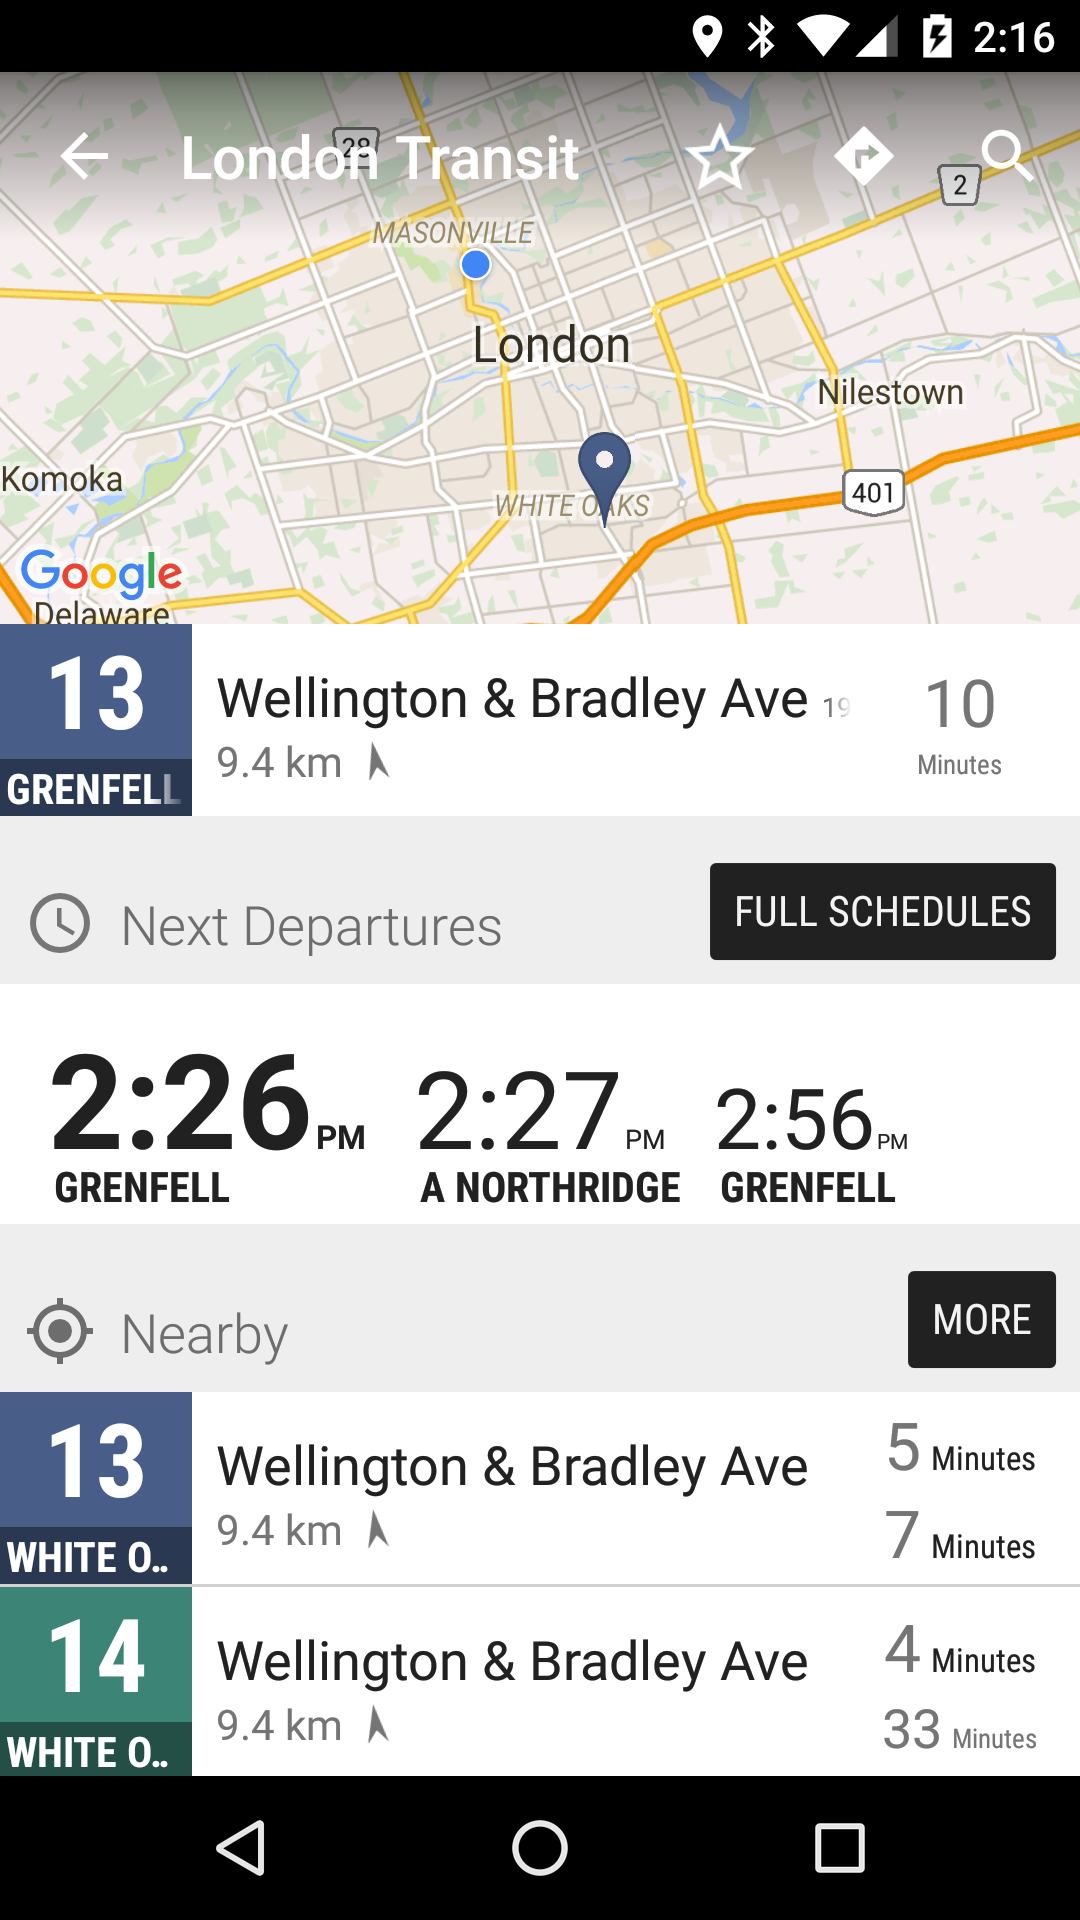 2:16
London Transit
28
2
MASONVILLE
London
Nilestown
Komoka
401
WHITE OAKS
Google
Delaware
13
Wellington & Bradley Ave
10
9.4 km
Minutes
GRENFELL
Next Departures
FULL SCHEDULES
2:26 PM
2:27 PM
2:56 PM
GRENFELL
A NORTHRIDGE
GRENFELL
Nearby
MORE
13
Wellington & Bradley Ave
5 Minutes
9.4 km
7 Minutes
WHITE O..
14
Wellington & Bradley Ave
4 Minutes
9.4 km
33 Minutes
WHITE O..